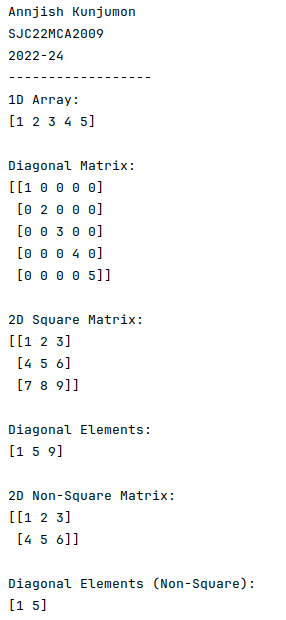 Annjish Kunjumon
SJC22MCA2009
2022-24
------------------
1D Array:
[1 2 3 4 5]
Diagonal Matrix:
[[1 0 0 0 0]
 [0 2 0 0 0]
 [0 0 3 0 0]
 [0 0 0 4 0]
 [0 0 0 0 5]]
2D Square Matrix:
[[1 2 3]
 [4 5 6]
 [7 8 9]]
Diagonal Elements:
[1 5 9]
2D Non-Square Matrix:
[[1 2 3]
 [4 5 6]]
Diagonal Elements (Non-Square):
[1 5]